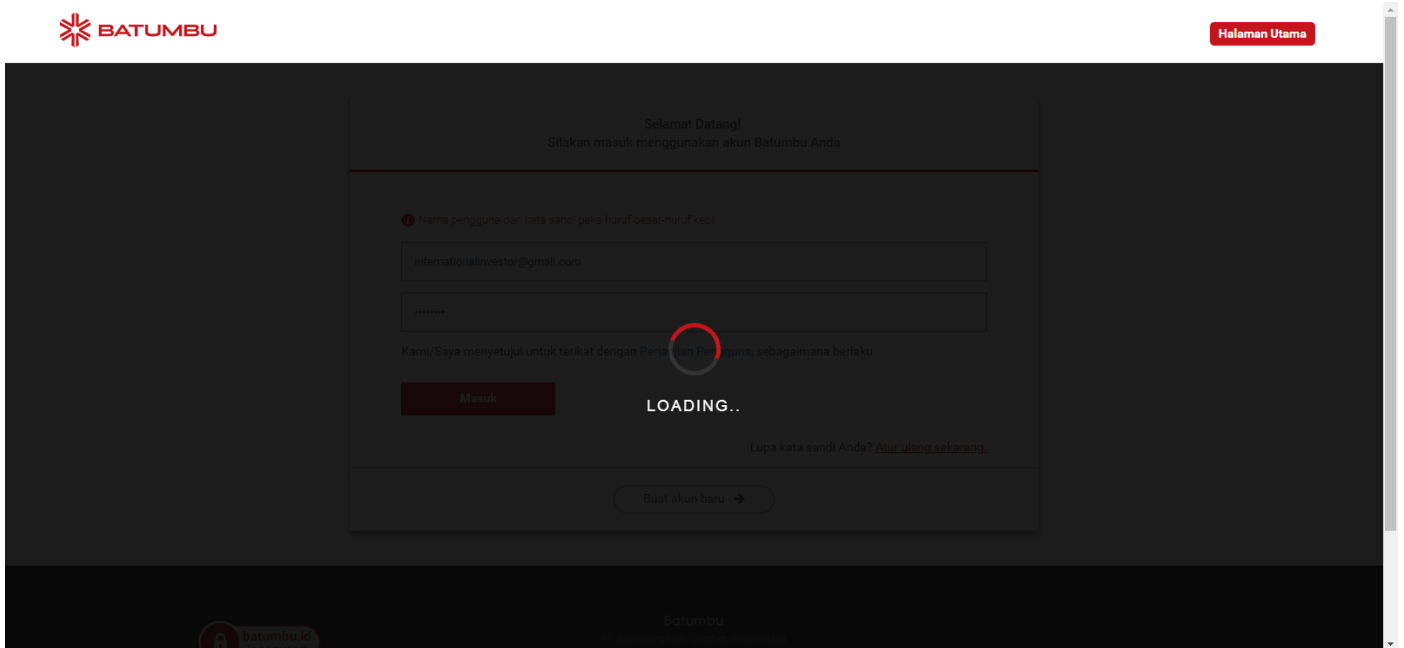 BATUMBU
Halaman Utama
Selamat Datang!
Silakan masuk menggunakan akun Batumbu Anda
Nama pengguna dan kata sandi peka huruf besar-huruf kecil
internationalinvestor@gmail.com
........
Kami/Saya menyetujui untuk terikat dengan Perjanjian Pengguna, sebagaimana berlaku
Masuk
LOADING..
Lupa kata sandi Anda? Atur ulang sekarang.
Buat akun baru
Batumbu
batumbu.id